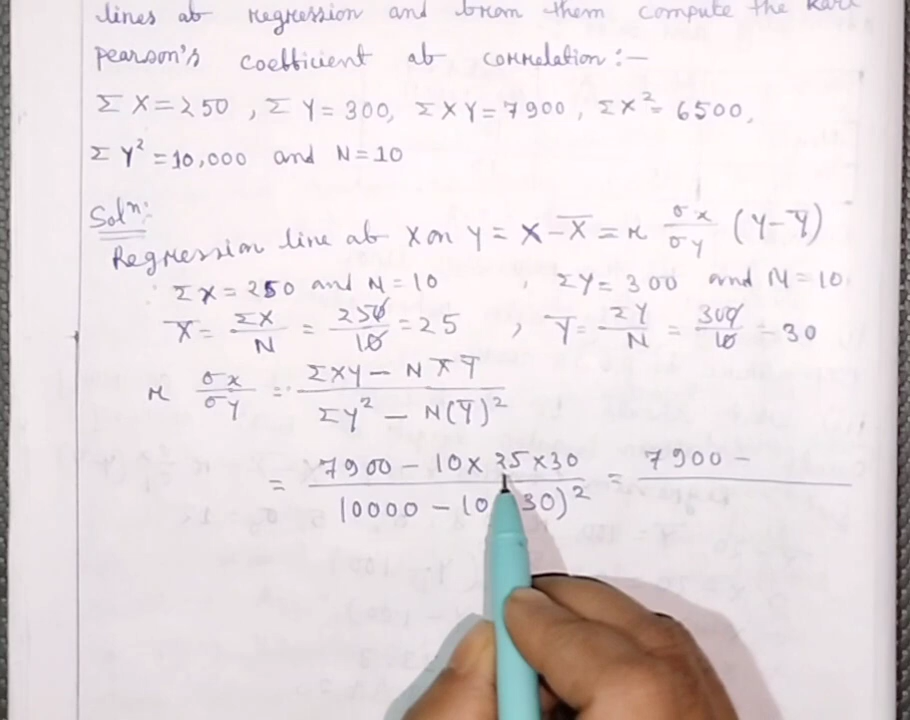 lines of regression and from them compute the Karl
pearson's coefficient of correlation :-
Σ X = 250 , Σ Y = 300, Σ XY = 7900 , Σ X² = 6500,
Σ Y² = 10,000 and N = 10
Solⁿ:
Regression line of X on Y = X - X̅ = r σx/σy (Y - Y̅)
∵ ΣX = 250 and N = 10 , ΣY = 300 and N = 10.
X̅ = ΣX/N = 250/10 = 25 , Y̅ = ΣY/N = 300/10 = 30
r σx/σy = (ΣXY - N X̅ Y̅)/(ΣY² - N(Y̅)²)
= 7900 - 10×25×30 = 7900 -
10000 - 10 30)²